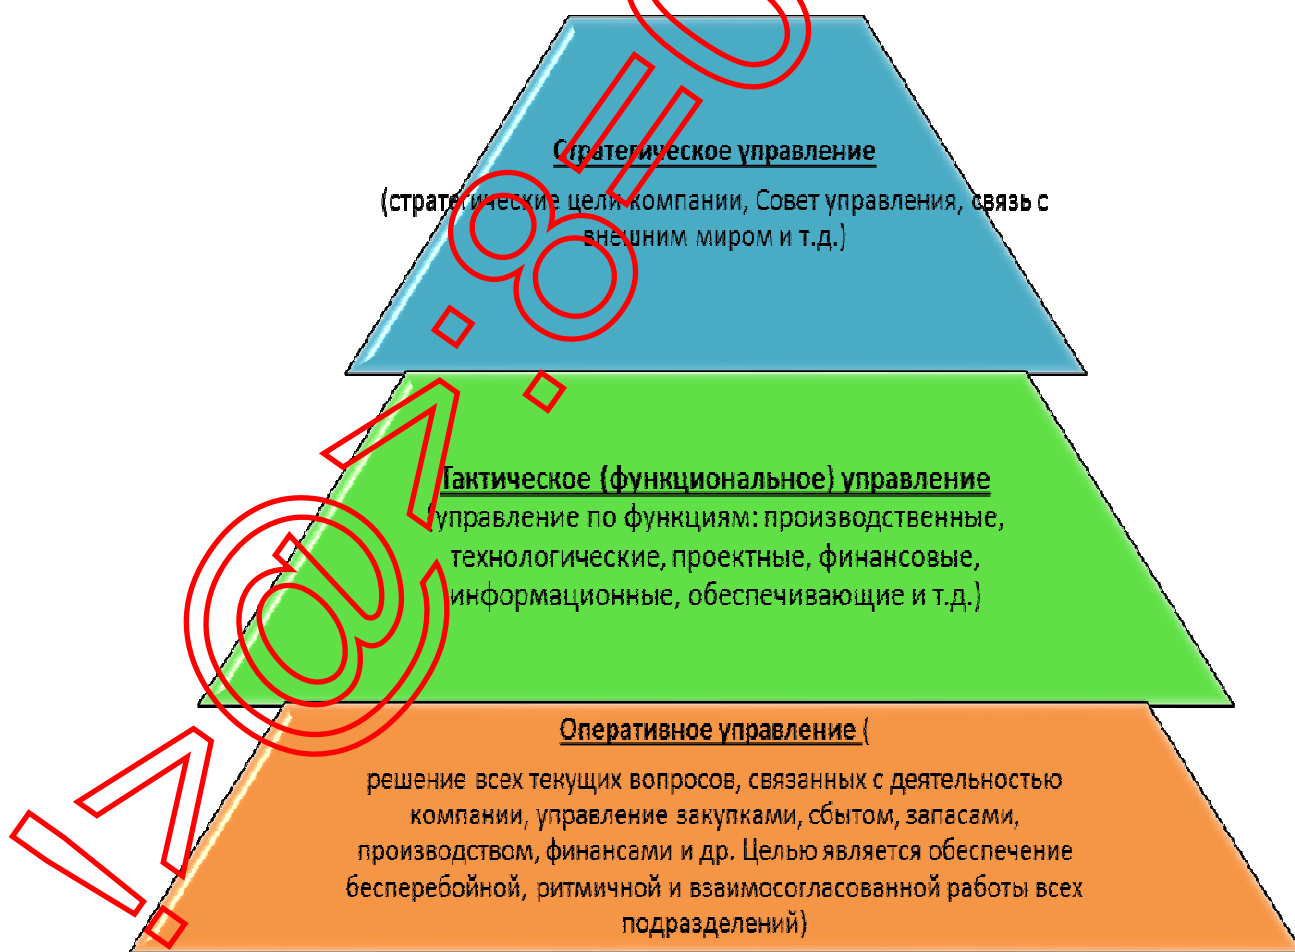 Стратегическое управление
(стратегические цели компании, Совет управления, связь с
внешним миром и т.д.)
Тактическое (функциональное) управление
(управление по функциям: производственные,
технологические, проектные, финансовые,
информационные, обеспечивающие и т.д.)
Оперативное управление (
решение всех текущих вопросов, связанных с деятельностью
компании, управление закупками, сбытом, запасами,
производством, финансами и др. Целью является обеспечение
бесперебойной, ритмичной и взаимосогласованной работы всех
подразделений)
!>@>:8=0